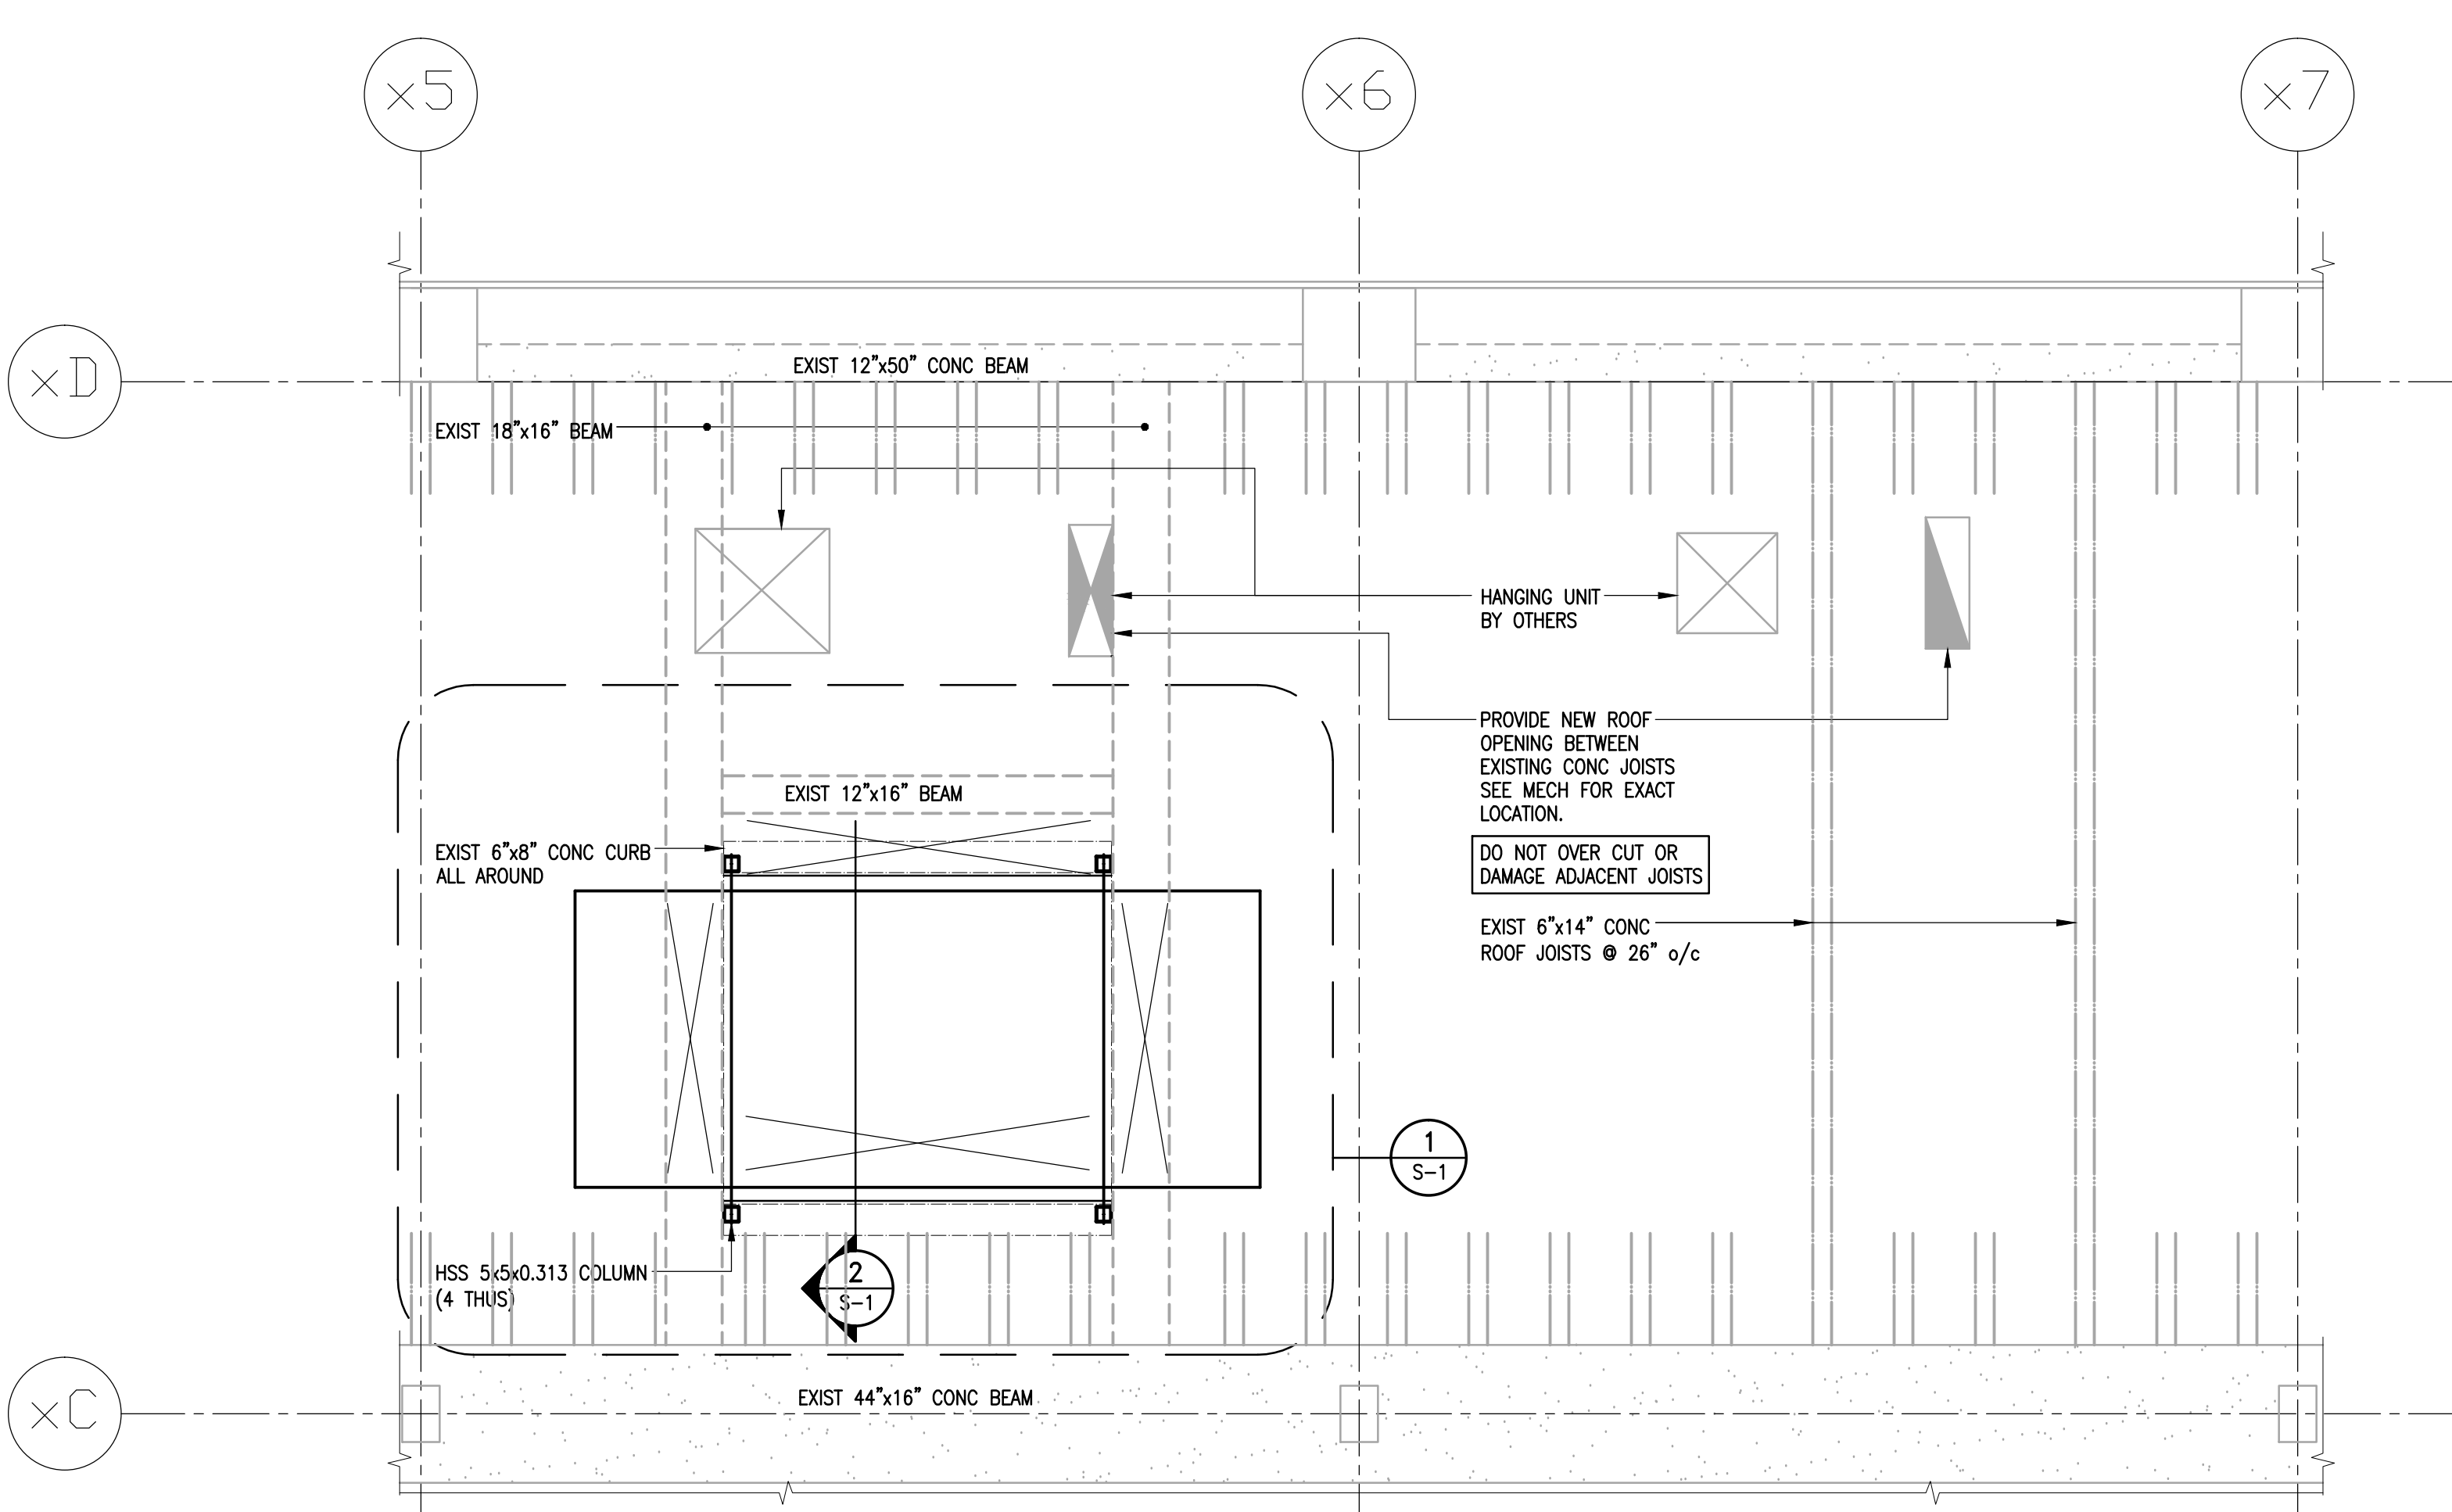 x5
x6
x7
xD
EXIST 12"x50" CONC BEAM
EXIST 18"x16" BEAM
HANGING UNIT
BY OTHERS
PROVIDE NEW ROOF
OPENING BETWEEN
EXISTING CONC JOISTS
SEE MECH FOR EXACT
LOCATION.
EXIST 12"x16" BEAM
EXIST 6"x8" CONC CURB
ALL AROUND
DO NOT OVER CUT OR
DAMAGE ADJACENT JOISTS
EXIST 6"x14" CONC
ROOF JOISTS @ 26" o/c
1
S-1
HSS 5x5x0.313 COLUMN
(4 THUS)
2
S-1
EXIST 44"x16" CONC BEAM
xC